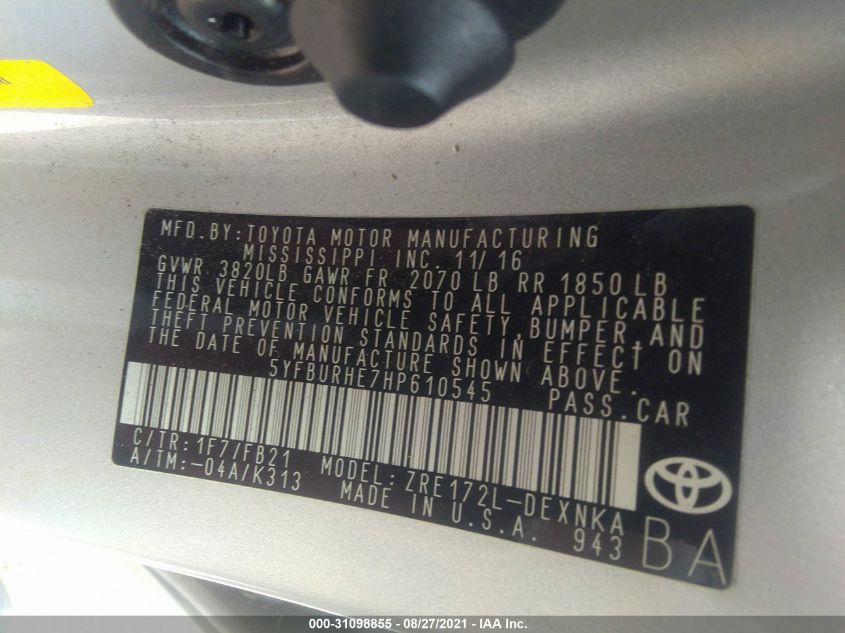 MFD. BY: TOYOTA MOTOR MANUFACTURING
MISSISSIPPI INC. 11/16
GVWR 3820LB GAWR FR 2070 LB RR 1850 LB
THIS VEHICLE CONFORMS TO ALL APPLICABLE
FEDERAL MOTOR VEHICLE SAFETY, BUMPER, AND
THEFT PREVENTION STANDARDS IN EFFECT ON
THE DATE OF MANUFACTURE SHOWN ABOVE.
5YFBURHE7HP610545 PASS. CAR
C/TR: 1F7/FB21 MODEL: ZRE172L-DEXNKA
A/TM: -04A/K313 MADE IN U.S.A. 943
BA
000-31098855 - 08/27/2021 - IAA Inc.